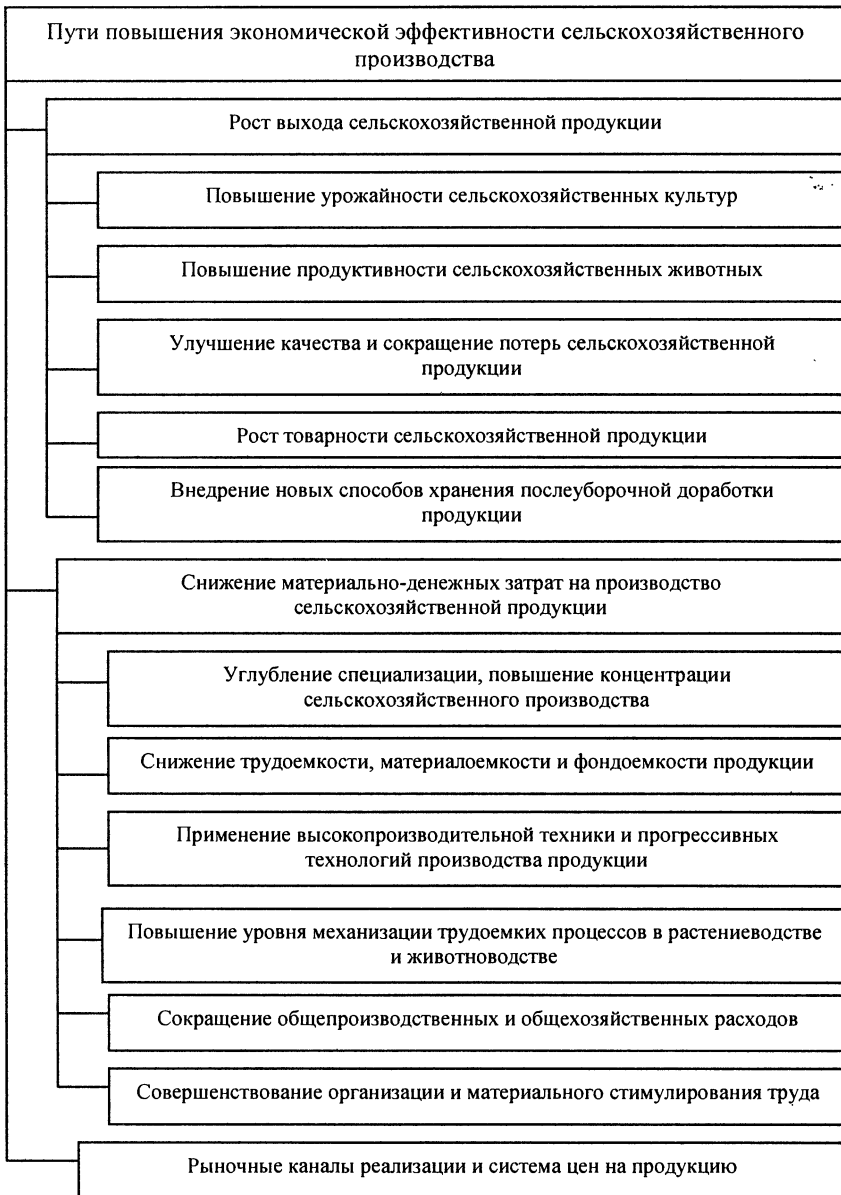 Пути повышения экономической эффективности сельскохозяйственного
производства
Рост выхода сельскохозяйственной продукции
Повышение урожайности сельскохозяйственных культур
Повышение продуктивности сельскохозяйственных животных
Улучшение качества и сокращение потерь сельскохозяйственной
продукции
Рост товарности сельскохозяйственной продукции
Внедрение новых способов хранения послеуборочной доработки
продукции
Снижение материально-денежных затрат на производство
сельскохозяйственной продукции
Углубление специализации, повышение концентрации
сельскохозяйственного производства
Снижение трудоемкости, материалоемкости и фондоемкости продукции
Применение высокопроизводительной техники и прогрессивных
технологий производства продукции
Повышение уровня механизации трудоемких процессов в растениеводстве
и животноводстве
Сокращение общепроизводственных и общехозяйственных расходов
Совершенствование организации и материального стимулирования труда
Рыночные каналы реализации и система цен на продукцию